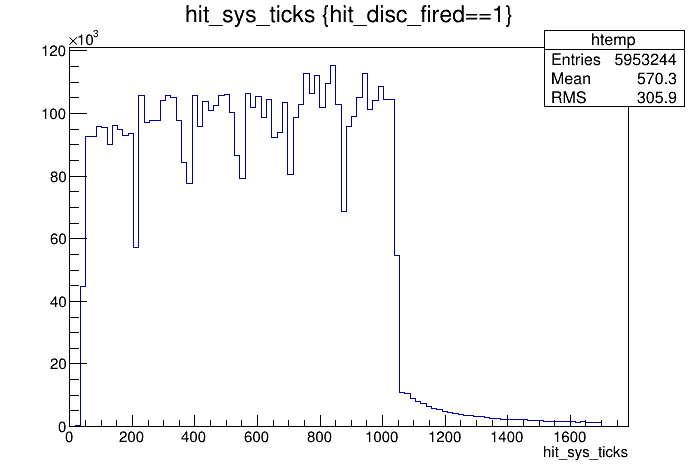 hit_sys_ticks {hit_disc_fired==1}
×10³
htemp
Entries 5953244
Mean 570.3
RMS 305.9
120
100
80
60
40
20
0
0 200 400 600 800 1000 1200 1400 1600
hit_sys_ticks